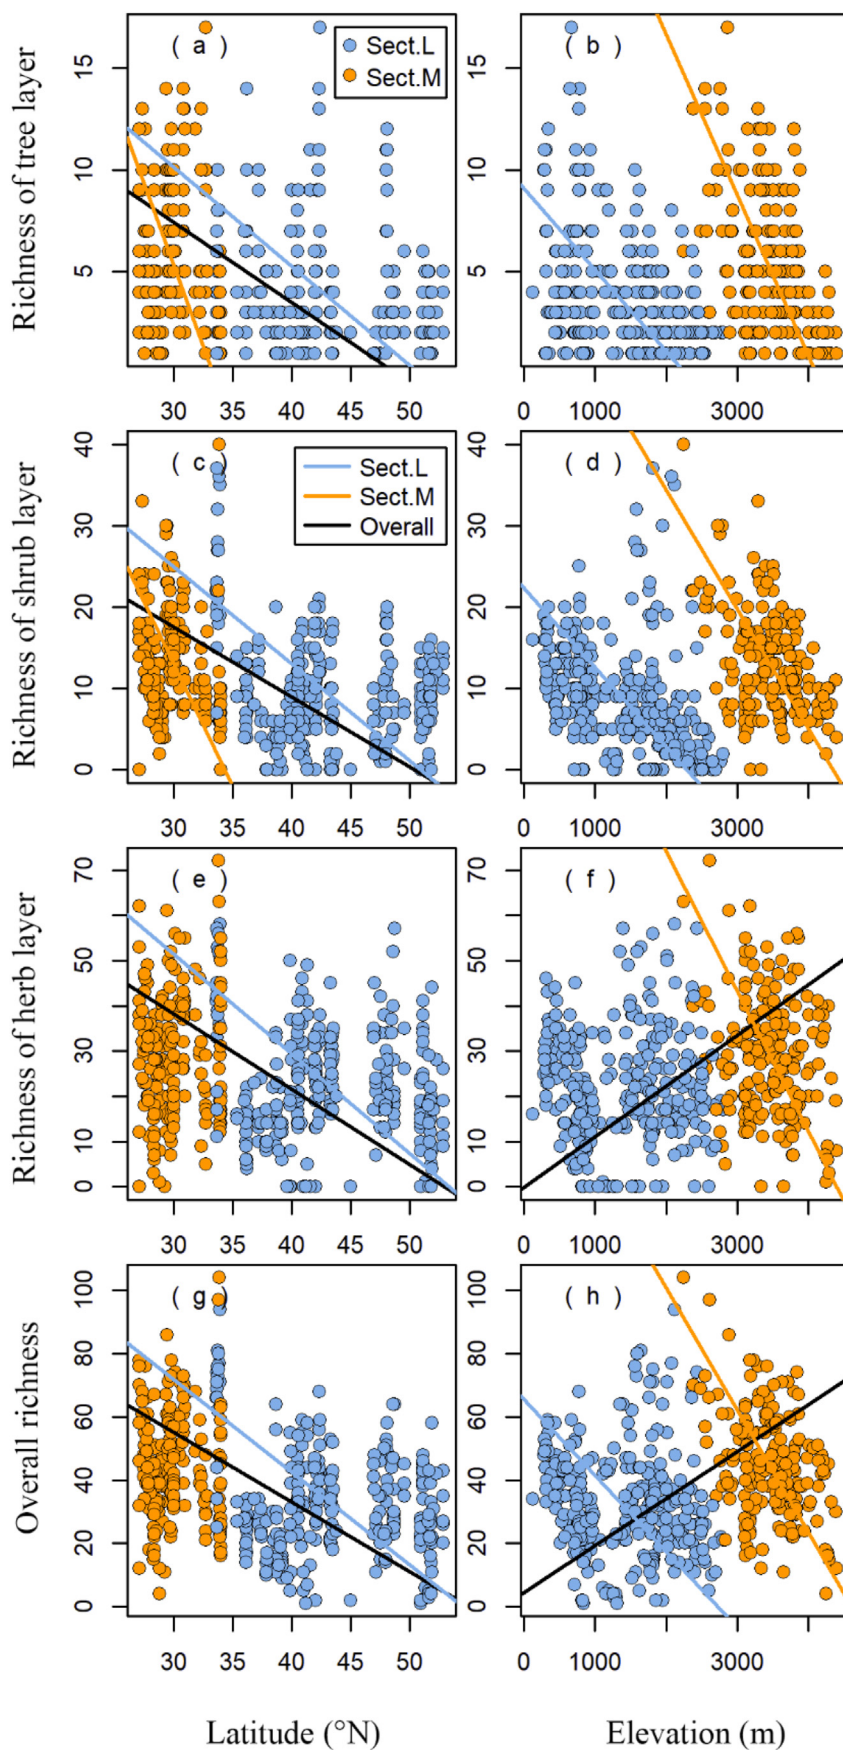 ( a )
Sect.L
Sect.M
( b )
Richness of tree layer
15
10
5
15
10
5
30 35 40 45 50
0 1000 3000
( c )
Sect.L
Sect.M
Overall
( d )
Richness of shrub layer
40
30
20
10
0
40
30
20
10
0
30 35 40 45 50
0 1000 3000
( e )
( f )
Richness of herb layer
70
50
30
10
0
70
50
30
10
0
30 35 40 45 50
0 1000 3000
( g )
( h )
Overall richness
100
80
60
40
20
0
100
80
60
40
20
0
30 35 40 45 50
0 1000 3000
Latitude (°N)
Elevation (m)